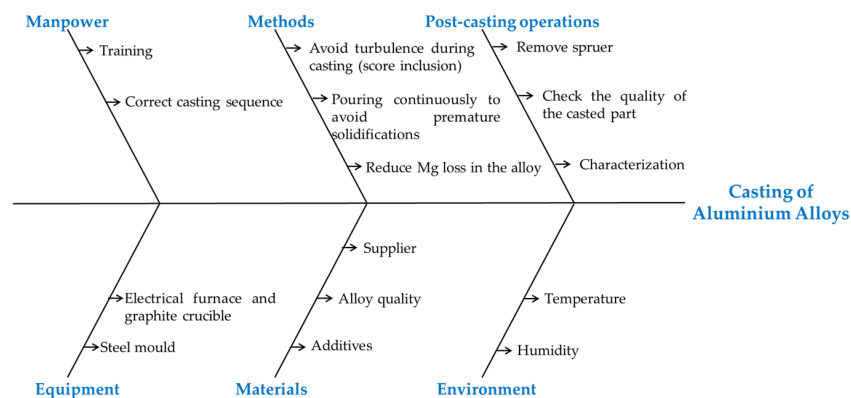 Manpower
Methods
Post-casting operations
Training
Correct casting sequence
Avoid turbulence during
casting (score inclusion)
Pouring continuously to
avoid premature
solidifications
Reduce Mg loss in the alloy
Remove spruer
Check the quality of
the casted part
Characterization
Casting of
Aluminium Alloys
Electrical furnace and
graphite crucible
Steel mould
Supplier
Alloy quality
Additives
Temperature
Humidity
Equipment
Materials
Environment